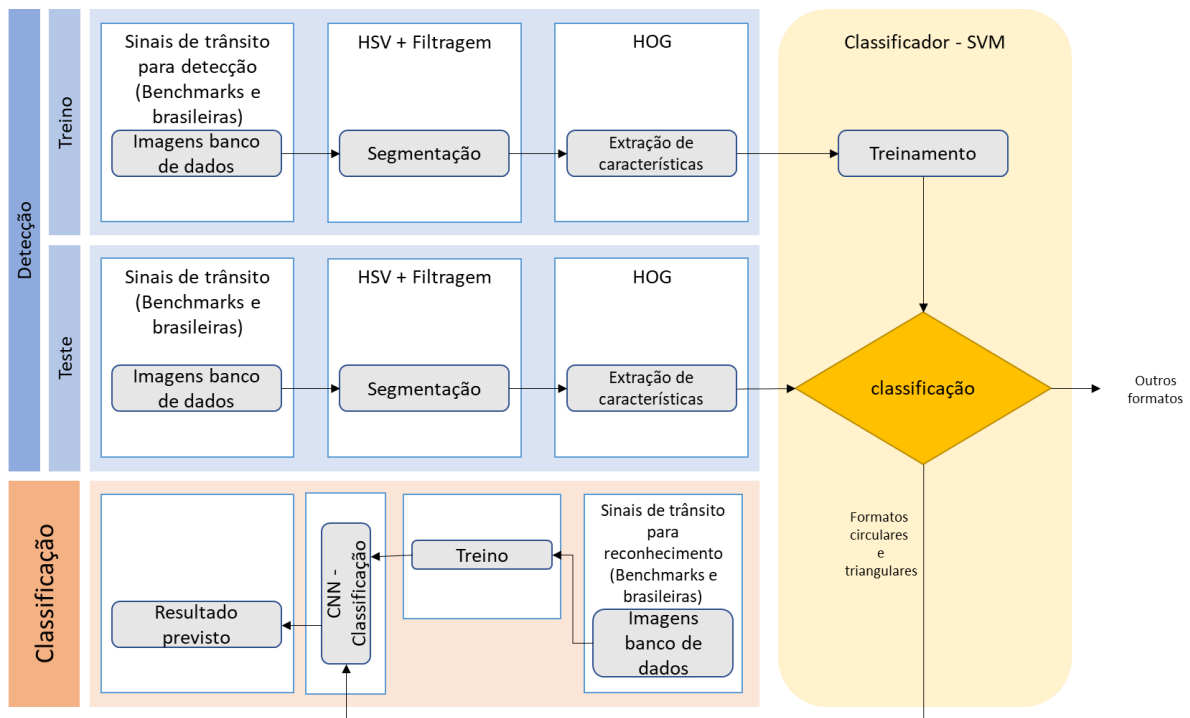 Detecção
Treino
Sinais de trânsito
para detecção
(Benchmarks e
brasileiras)
Imagens banco
de dados
HSV + Filtragem
Segmentação
HOG
Extração de
características
Classificador - SVM
Treinamento
Teste
Sinais de trânsito
(Benchmarks e
brasileiras)
Imagens banco
de dados
HSV + Filtragem
Segmentação
HOG
Extração de
características
classificação
Outros
formatos
Formatos
circulares
e
triangulares
Classificação
Resultado
previsto
CNN -
Classificação
Treino
Sinais de trânsito
para
reconhecimento
(Benchmarks e
brasileiras)
Imagens
banco de
dados